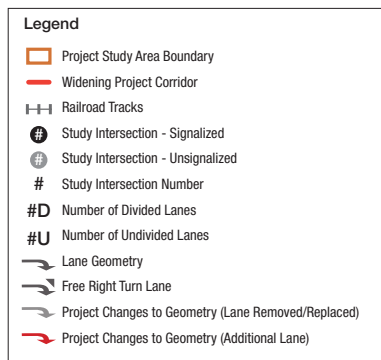 Legend
Project Study Area Boundary
Widening Project Corridor
Railroad Tracks
# Study Intersection - Signalized
# Study Intersection - Unsignalized
# Study Intersection Number
#D Number of Divided Lanes
#U Number of Undivided Lanes
Lane Geometry
Free Right Turn Lane
Project Changes to Geometry (Lane Removed/Replaced)
Project Changes to Geometry (Additional Lane)